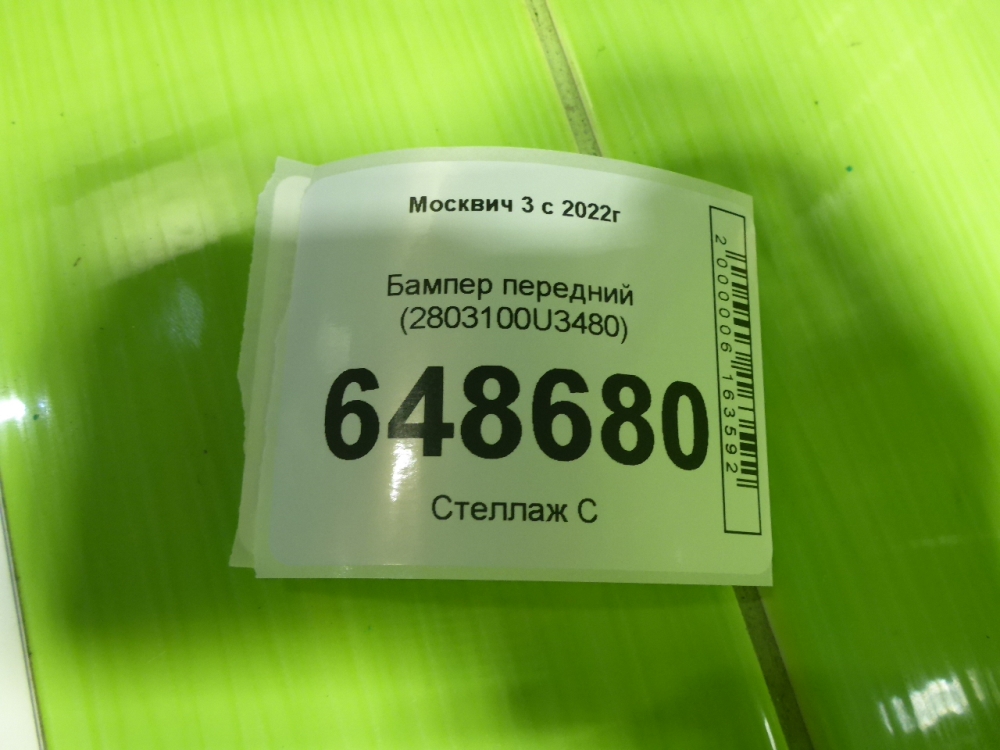 Москвич 3 с 2022г
Бампер передний
(2803100U3480)
648680
Стеллаж С
2000006163592